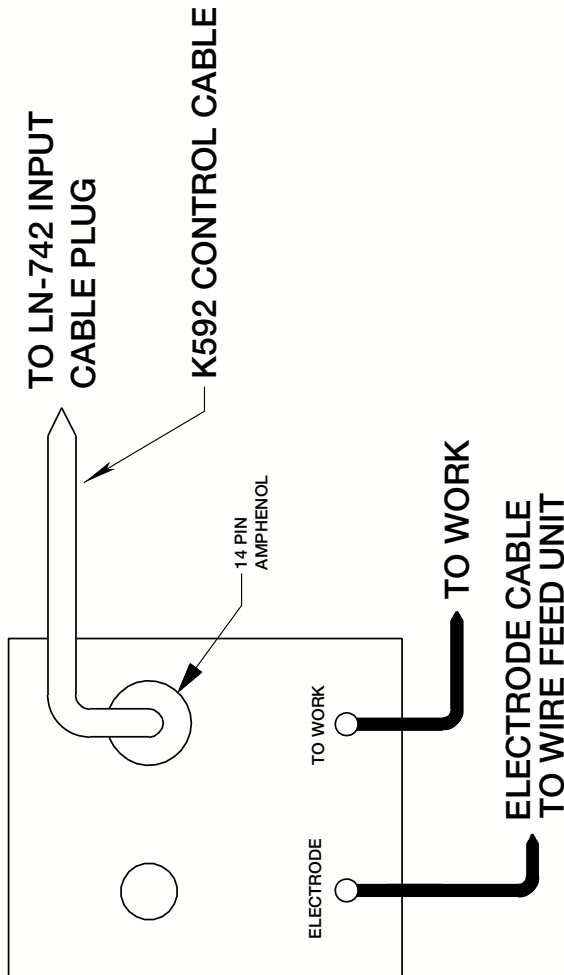 TO LN-742 INPUT
CABLE PLUG
K592 CONTROL CABLE
14 PIN
AMPHENOL
TO WORK
TO WORK
ELECTRODE
ELECTRODE CABLE
TO WIRE FEED UNIT